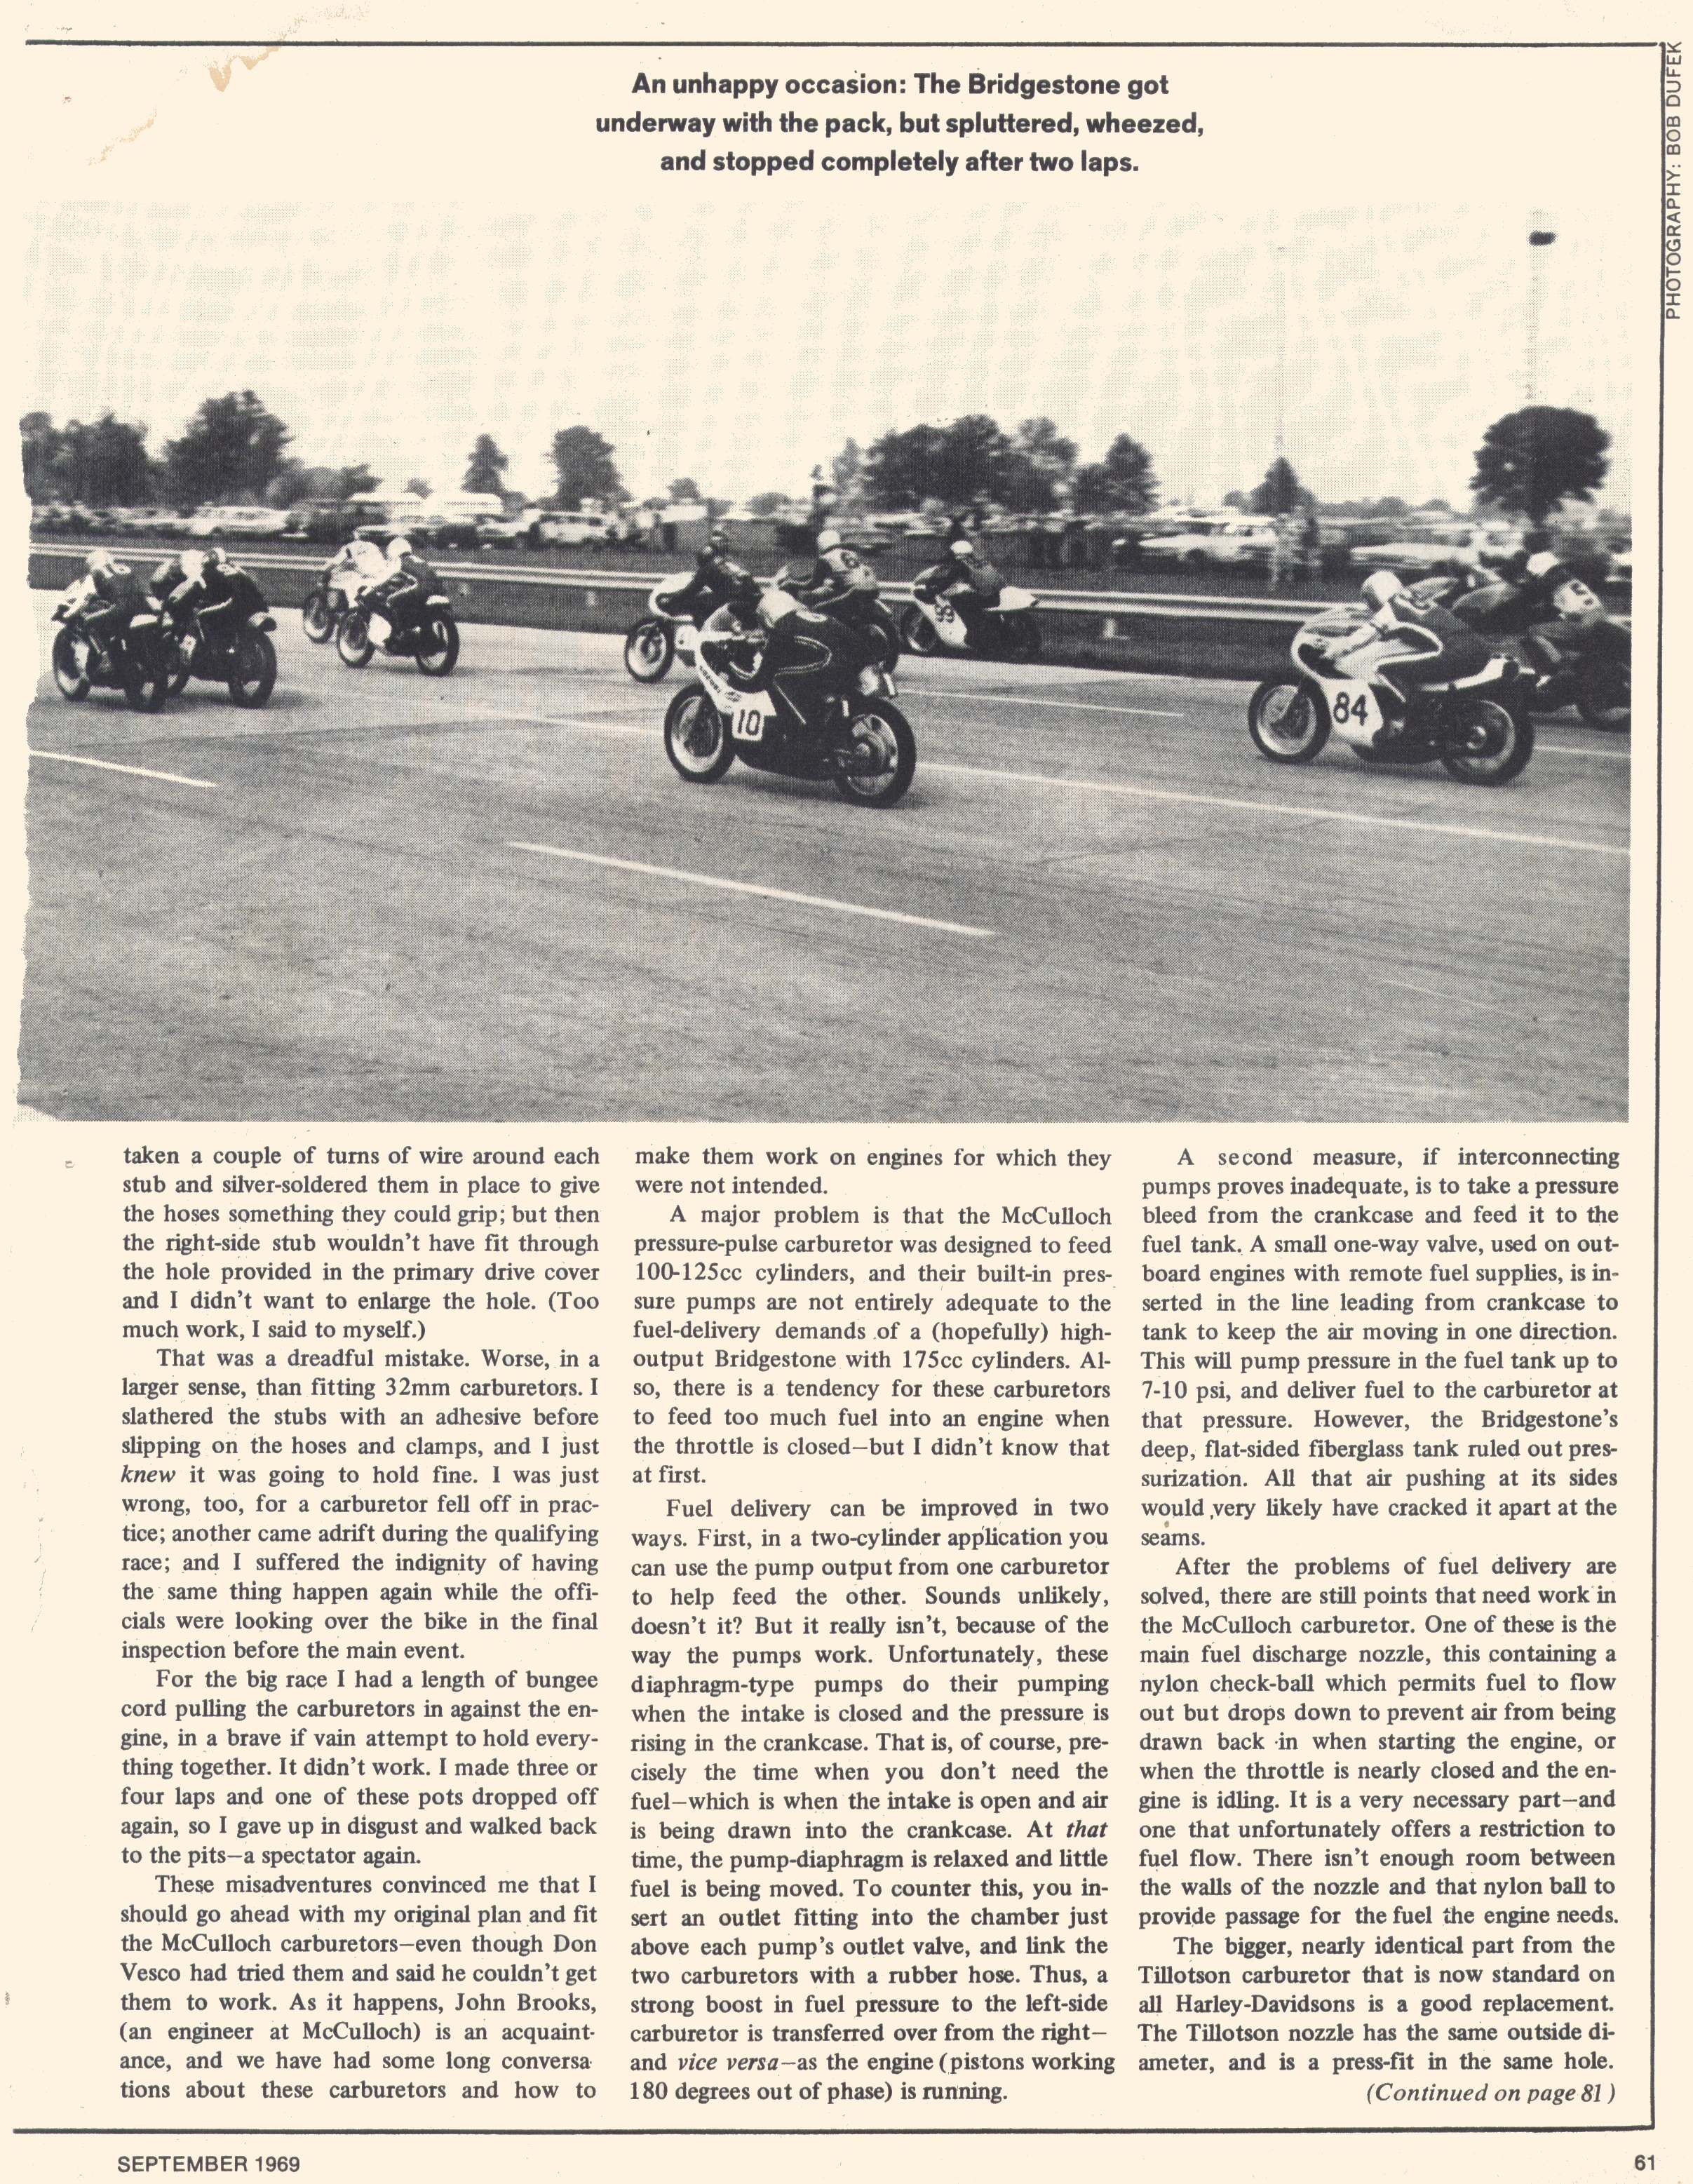 An unhappy occasion: The Bridgestone got
underway with the pack, but spluttered, wheezed,
and stopped completely after two laps.
PHOTOGRAPHY: BOB DUFEK
99
10
84
taken a couple of turns of wire around each
stub and silver-soldered them in place to give
the hoses something they could grip; but then
the right-side stub wouldn't have fit through
the hole provided in the primary drive cover
and I didn't want to enlarge the hole. (Too
much work, I said to myself.)
That was a dreadful mistake. Worse, in a
larger sense, than fitting 32mm carburetors. I
slathered the stubs with an adhesive before
slipping on the hoses and clamps, and I just
knew it was going to hold fine. I was just
wrong, too, for a carburetor fell off in prac-
tice; another came adrift during the qualifying
race; and I suffered the indignity of having
the same thing happen again while the offi-
cials were looking over the bike in the final
inspection before the main event.
For the big race I had a length of bungee
cord pulling the carburetors in against the en-
gine, in a brave if vain attempt to hold every-
thing together. It didn't work. I made three or
four laps and one of these pots dropped off
again, so I gave up in disgust and walked back
to the pits—a spectator again.
These misadventures convinced me that I
should go ahead with my original plan and fit
the McCulloch carburetors—even though Don
Vesco had tried them and said he couldn't get
them to work. As it happens, John Brooks,
(an engineer at McCulloch) is an acquaint-
ance, and we have had some long conversa-
tions about these carburetors and how to
make them work on engines for which they
were not intended.
A major problem is that the McCulloch
pressure-pulse carburetor was designed to feed
100-125cc cylinders, and their built-in pres-
sure pumps are not entirely adequate to the
fuel-delivery demands of a (hopefully) high-
output Bridgestone with 175cc cylinders. Al-
so, there is a tendency for these carburetors
to feed too much fuel into an engine when
the throttle is closed—but I didn't know that
at first.
Fuel delivery can be improved in two
ways. First, in a two-cylinder application you
can use the pump output from one carburetor
to help feed the other. Sounds unlikely,
doesn't it? But it really isn't, because of the
way the pumps work. Unfortunately, these
diaphragm-type pumps do their pumping
when the intake is closed and the pressure is
rising in the crankcase. That is, of course, pre-
cisely the time when you don't need the
fuel—which is when the intake is open and air
is being drawn into the crankcase. At that
time, the pump-diaphragm is relaxed and little
fuel is being moved. To counter this, you in-
sert an outlet fitting into the chamber just
above each pump's outlet valve, and link the
two carburetors with a rubber hose. Thus, a
strong boost in fuel pressure to the left-side
carburetor is transferred over from the right—
and vice versa—as the engine (pistons working
180 degrees out of phase) is running.
A second measure, if interconnecting
pumps proves inadequate, is to take a pressure
bleed from the crankcase and feed it to the
fuel tank. A small one-way valve, used on out-
board engines with remote fuel supplies, is in-
serted in the line leading from crankcase to
tank to keep the air moving in one direction.
This will pump pressure in the fuel tank up to
7-10 psi, and deliver fuel to the carburetor at
that pressure. However, the Bridgestone's
deep, flat-sided fiberglass tank ruled out pres-
surization. All that air pushing at its sides
would very likely have cracked it apart at the
seams.
After the problems of fuel delivery are
solved, there are still points that need work in
the McCulloch carburetor. One of these is the
main fuel discharge nozzle, this containing a
nylon check-ball which permits fuel to flow
out but drops down to prevent air from being
drawn back in when starting the engine, or
when the throttle is nearly closed and the en-
gine is idling. It is a very necessary part—and
one that unfortunately offers a restriction to
fuel flow. There isn't enough room between
the walls of the nozzle and that nylon ball to
provide passage for the fuel the engine needs.
The bigger, nearly identical part from the
Tillotson carburetor that is now standard on
all Harley-Davidsons is a good replacement.
The Tillotson nozzle has the same outside di-
ameter, and is a press-fit in the same hole.
(Continued on page 81)
SEPTEMBER 1969
61